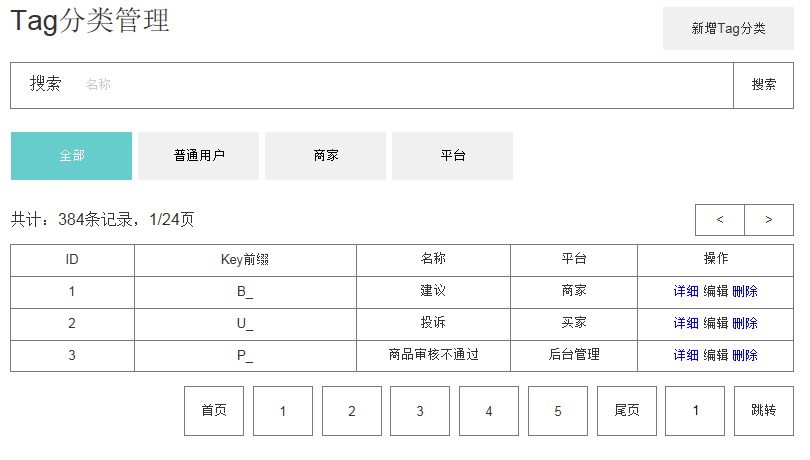 Tag分类管理
新增Tag分类
搜索 名称 搜索
全部 普通用户 商家 平台
共计：384条记录，1/24页 < >
ID Key前缀 名称 平台 操作
1 B_ 建议 商家 详细 编辑 删除
2 U_ 投诉 买家 详细 编辑 删除
3 P_ 商品审核不通过 后台管理 详细 编辑 删除
首页 1 2 3 4 5 尾页 1 跳转